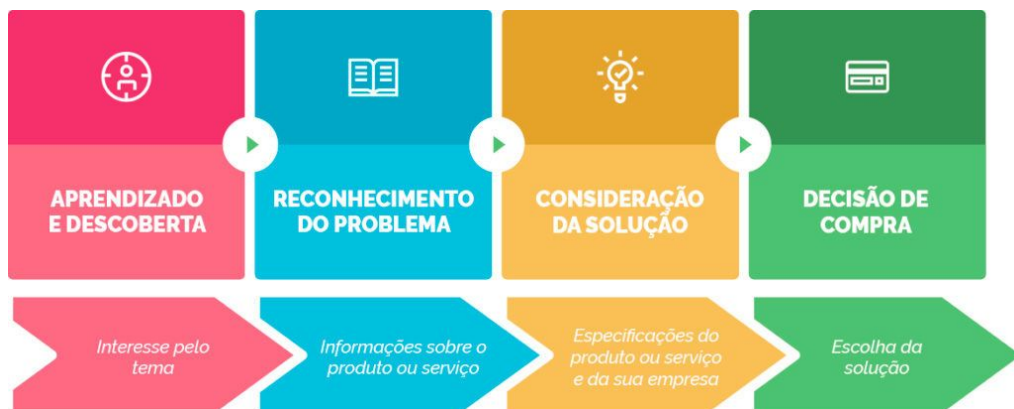 APRENDIZADO
E DESCOBERTA
RECONHECIMENTO
DO PROBLEMA
CONSIDERAÇÃO
DA SOLUÇÃO
DECISÃO DE
COMPRA
Interesse pelo
tema
Informações sobre o
produto ou serviço
Especificações do
produto ou serviço
e da sua empresa
Escolha da
solução